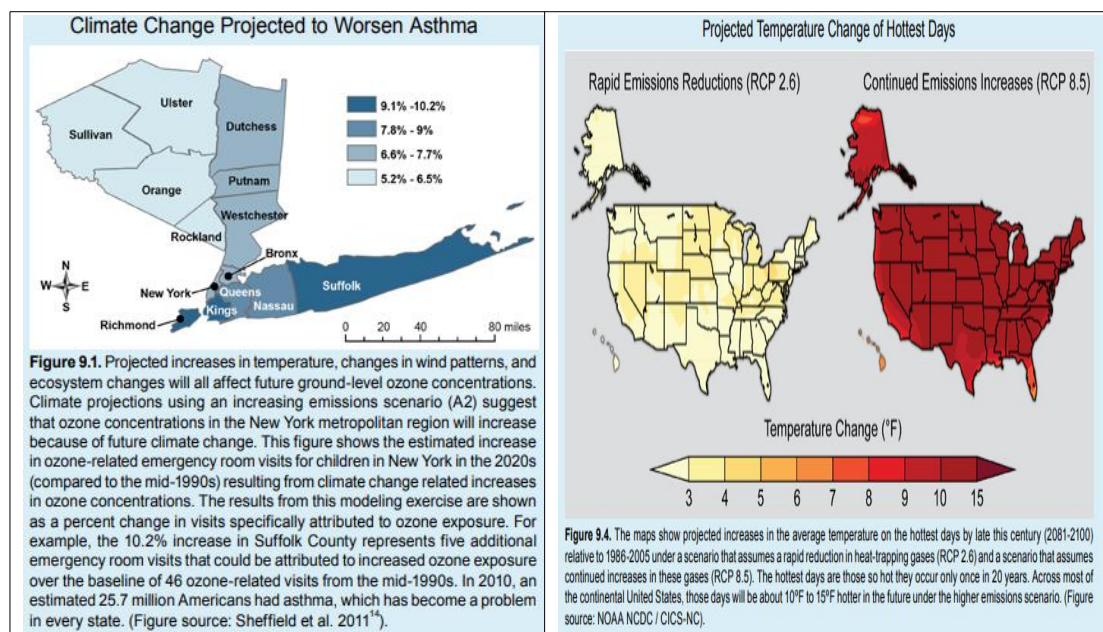 Climate Change Projected to Worsen Asthma
Ulster
Sullivan
Dutchess
Orange
Putnam
Westchester
Rockland
Bronx
New York
Queens
Kings
Nassau
Suffolk
Richmond
N
W
E
S
9.1% -10.2%
7.8% - 9%
6.6% - 7.7%
5.2% - 6.5%
0 20 40 80 miles
Figure 9.1. Projected increases in temperature, changes in wind patterns, and
ecosystem changes will all affect future ground-level ozone concentrations.
Climate projections using an increasing emissions scenario (A2) suggest
that ozone concentrations in the New York metropolitan region will increase
because of future climate change. This figure shows the estimated increase
in ozone-related emergency room visits for children in New York in the 2020s
(compared to the mid-1990s) resulting from climate change related increases
in ozone concentrations. The results from this modeling exercise are shown
as a percent change in visits specifically attributed to ozone exposure. For
example, the 10.2% increase in Suffolk County represents five additional
emergency room visits that could be attributed to increased ozone exposure
over the baseline of 46 ozone-related visits from the mid-1990s. In 2010, an
estimated 25.7 million Americans had asthma, which has become a problem
in every state. (Figure source: Sheffield et al. 2011¹⁴).
Projected Temperature Change of Hottest Days
Rapid Emissions Reductions (RCP 2.6)
Continued Emissions Increases (RCP 8.5)
Temperature Change (°F)
3 4 5 6 7 8 9 10 15
Figure 9.4. The maps show projected increases in the average temperature on the hottest days by late this century (2081-2100)
relative to 1986-2005 under a scenario that assumes a rapid reduction in heat-trapping gases (RCP 2.6) and a scenario that assumes
continued increases in these gases (RCP 8.5). The hottest days are those so hot they occur only once in 20 years. Across most of
the continental United States, those days will be about 10°F to 15°F hotter in the future under the higher emissions scenario. (Figure
source: NOAA NCDC / CICS-NC).